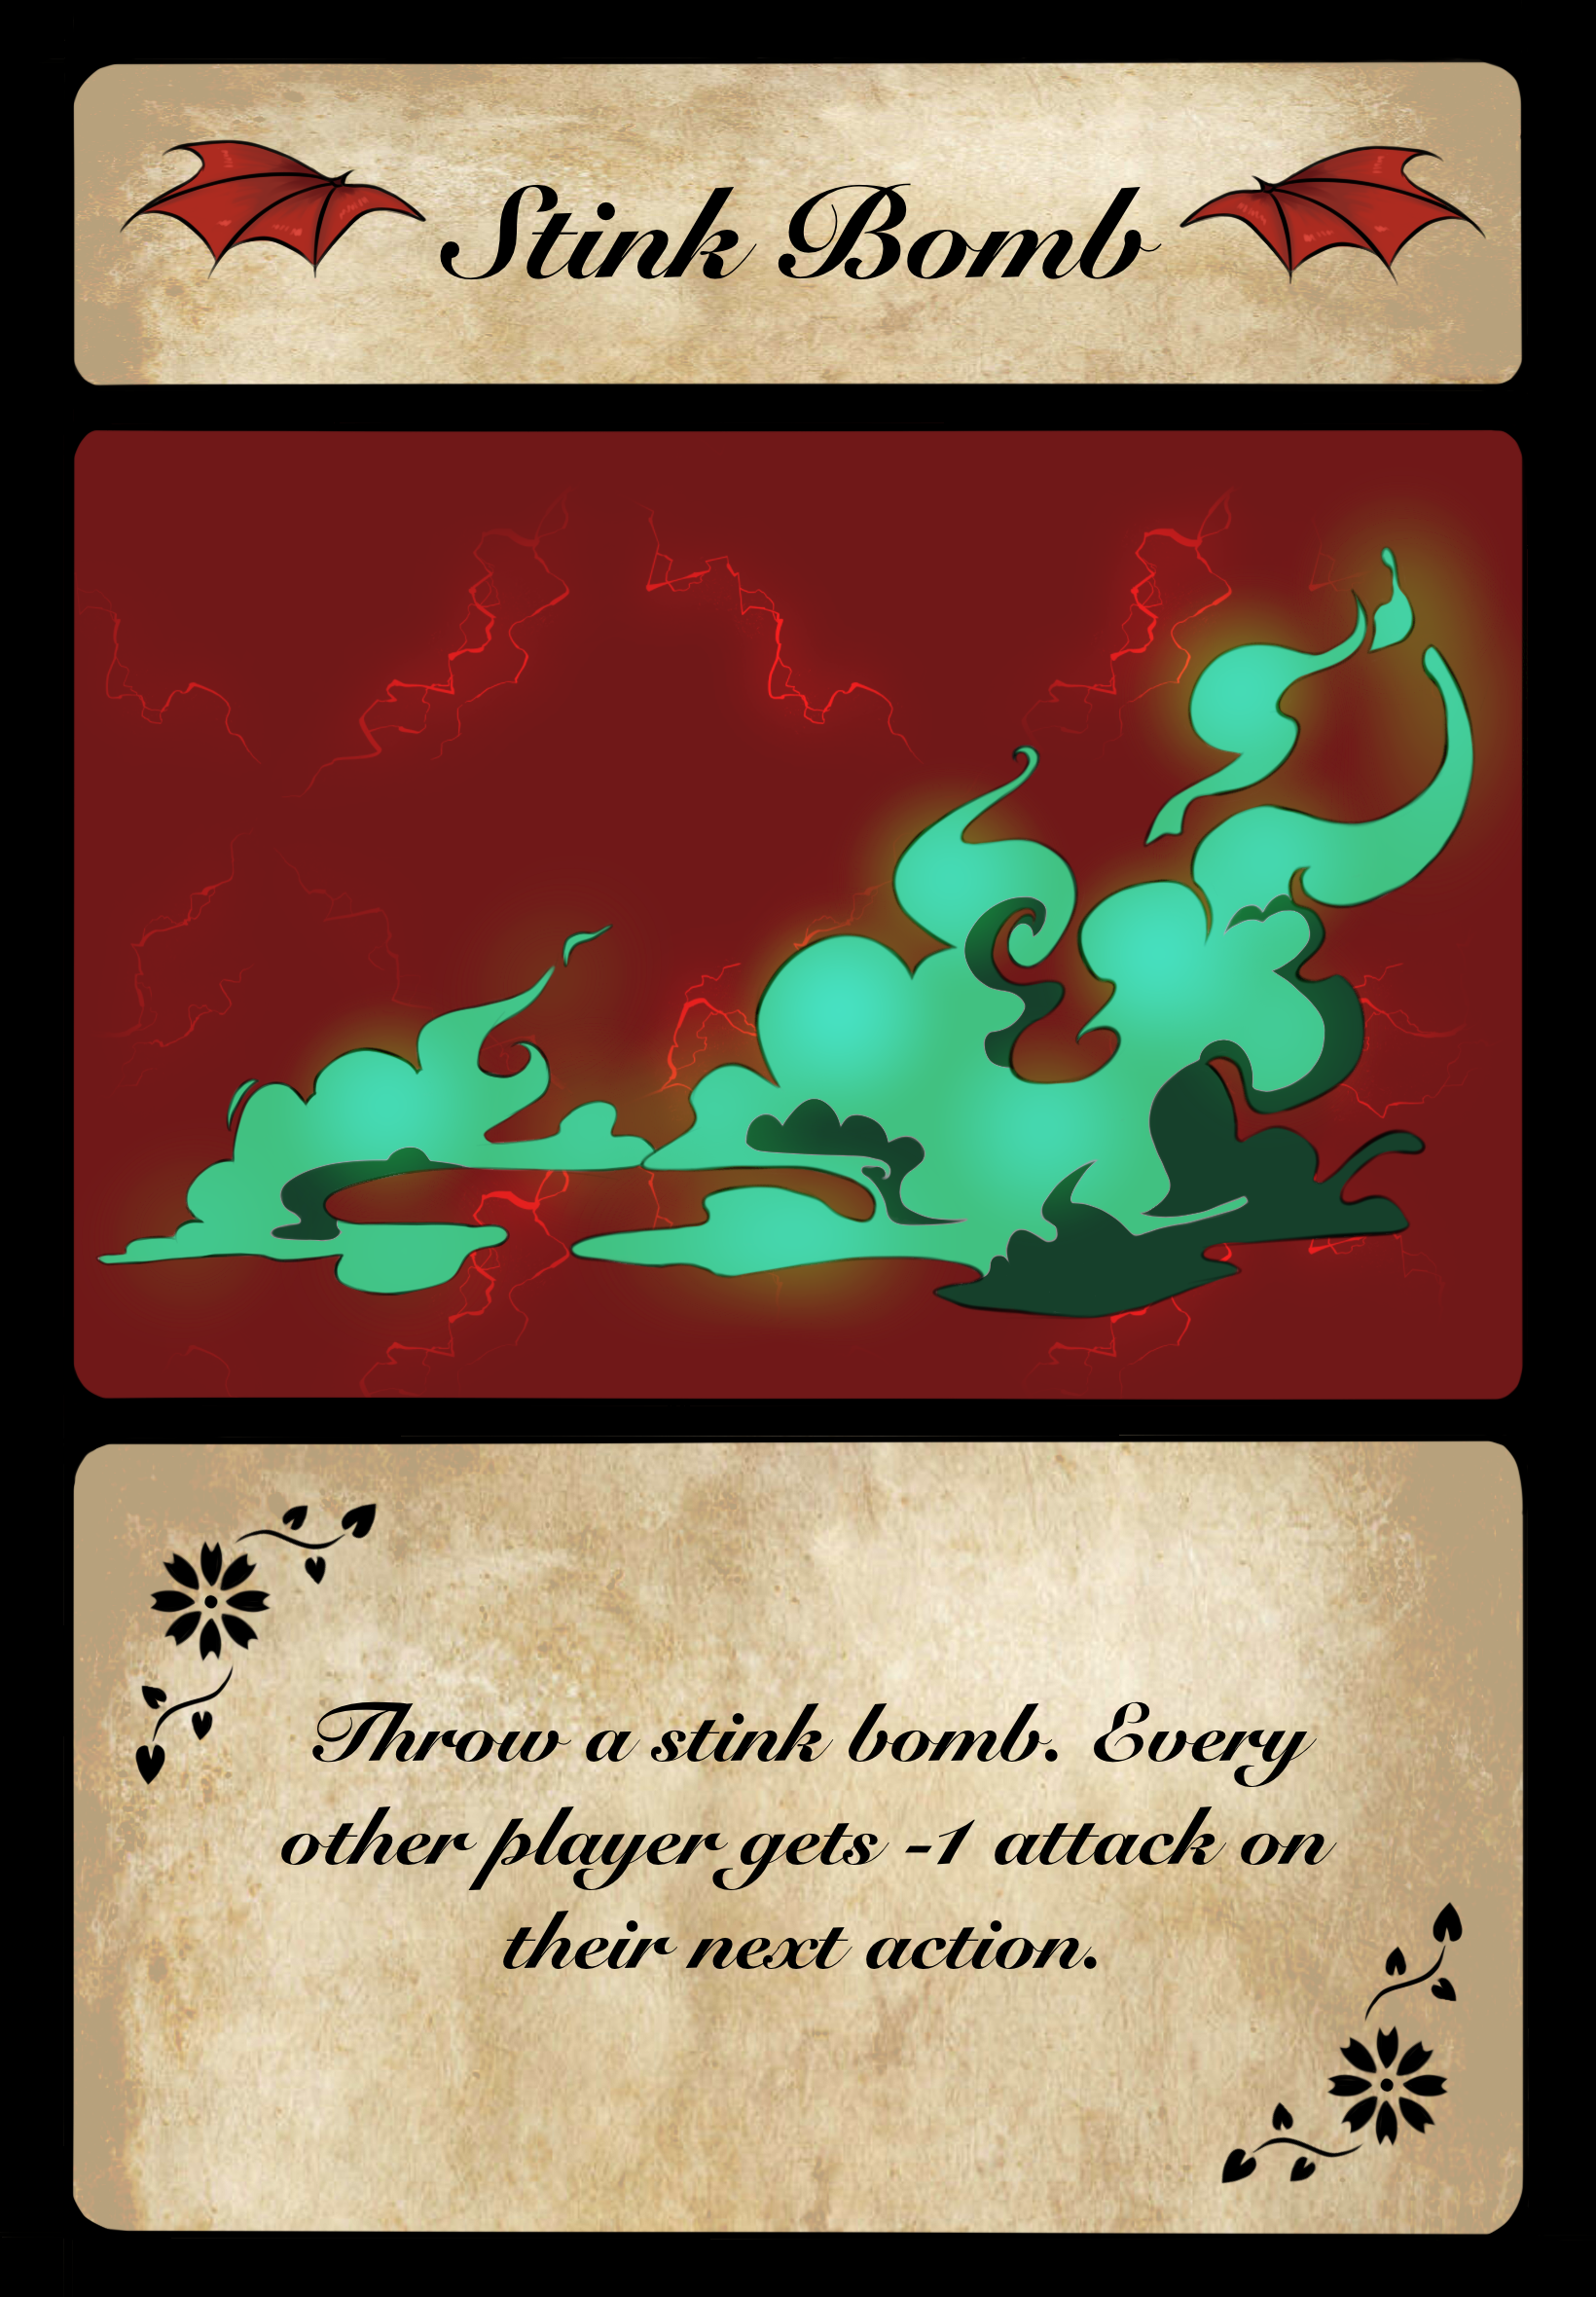 Stink Bomb
Throw a stink bomb. Every
other player gets -1 attack on
their next action.